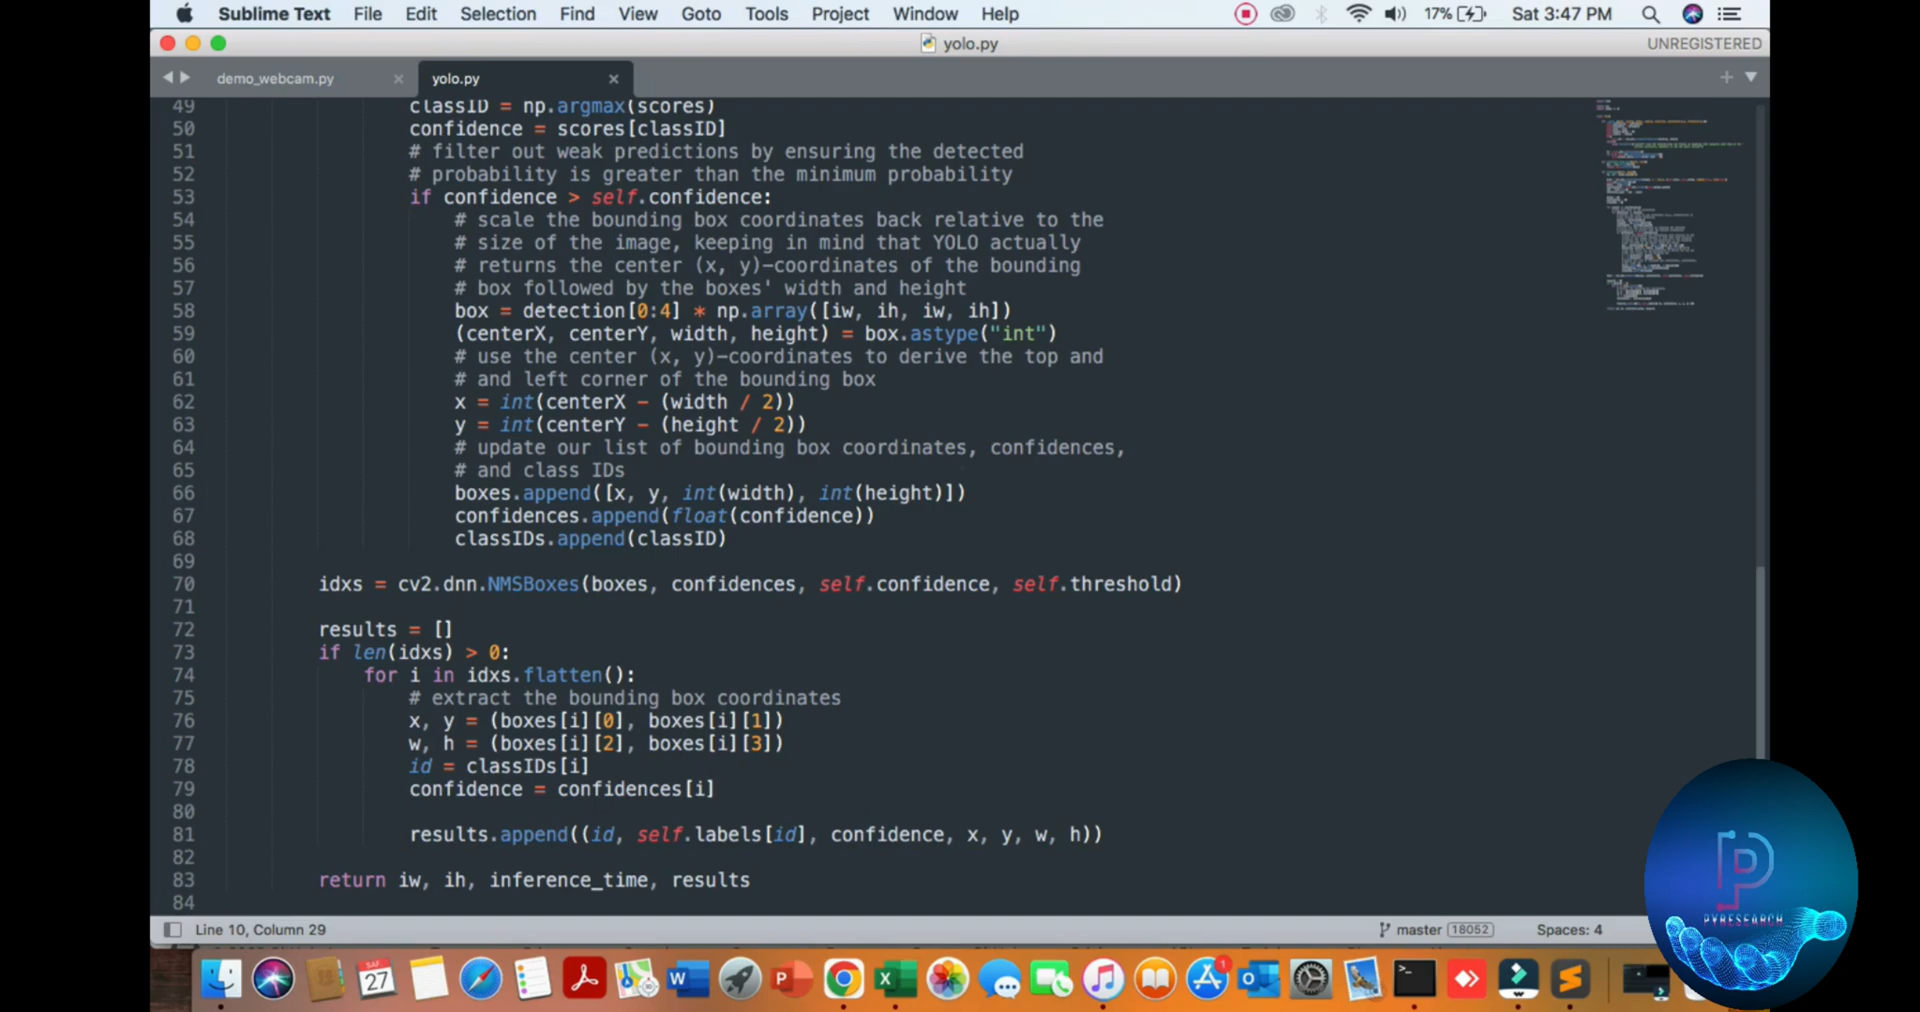 Sublime Text File Edit Selection Find View Goto Tools Project Window Help 17% Sat 3:47 PM
yolo.py UNREGISTERED
demo_webcam.py yolo.py
49 classID = np.argmax(scores)
50 confidence = scores[classID]
51 # filter out weak predictions by ensuring the detected
52 # probability is greater than the minimum probability
53 if confidence > self.confidence:
54 # scale the bounding box coordinates back relative to the
55 # size of the image, keeping in mind that YOLO actually
56 # returns the center (x, y)-coordinates of the bounding
57 # box followed by the boxes' width and height
58 box = detection[0:4] * np.array([iw, ih, iw, ih])
59 (centerX, centerY, width, height) = box.astype("int")
60 # use the center (x, y)-coordinates to derive the top and
61 # and left corner of the bounding box
62 x = int(centerX - (width / 2))
63 y = int(centerY - (height / 2))
64 # update our list of bounding box coordinates, confidences,
65 # and class IDs
66 boxes.append([x, y, int(width), int(height)])
67 confidences.append(float(confidence))
68 classIDs.append(classID)
69
70 idxs = cv2.dnn.NMSBoxes(boxes, confidences, self.confidence, self.threshold)
71
72 results = []
73 if len(idxs) > 0:
74 for i in idxs.flatten():
75 # extract the bounding box coordinates
76 x, y = (boxes[i][0], boxes[i][1])
77 w, h = (boxes[i][2], boxes[i][3])
78 id = classIDs[i]
79 confidence = confidences[i]
80
81 results.append((id, self.labels[id], confidence, x, y, w, h))
82
83 return iw, ih, inference_time, results
84
Line 10, Column 29 master 18052 Spaces: 4
PYRESEARCH
27
1